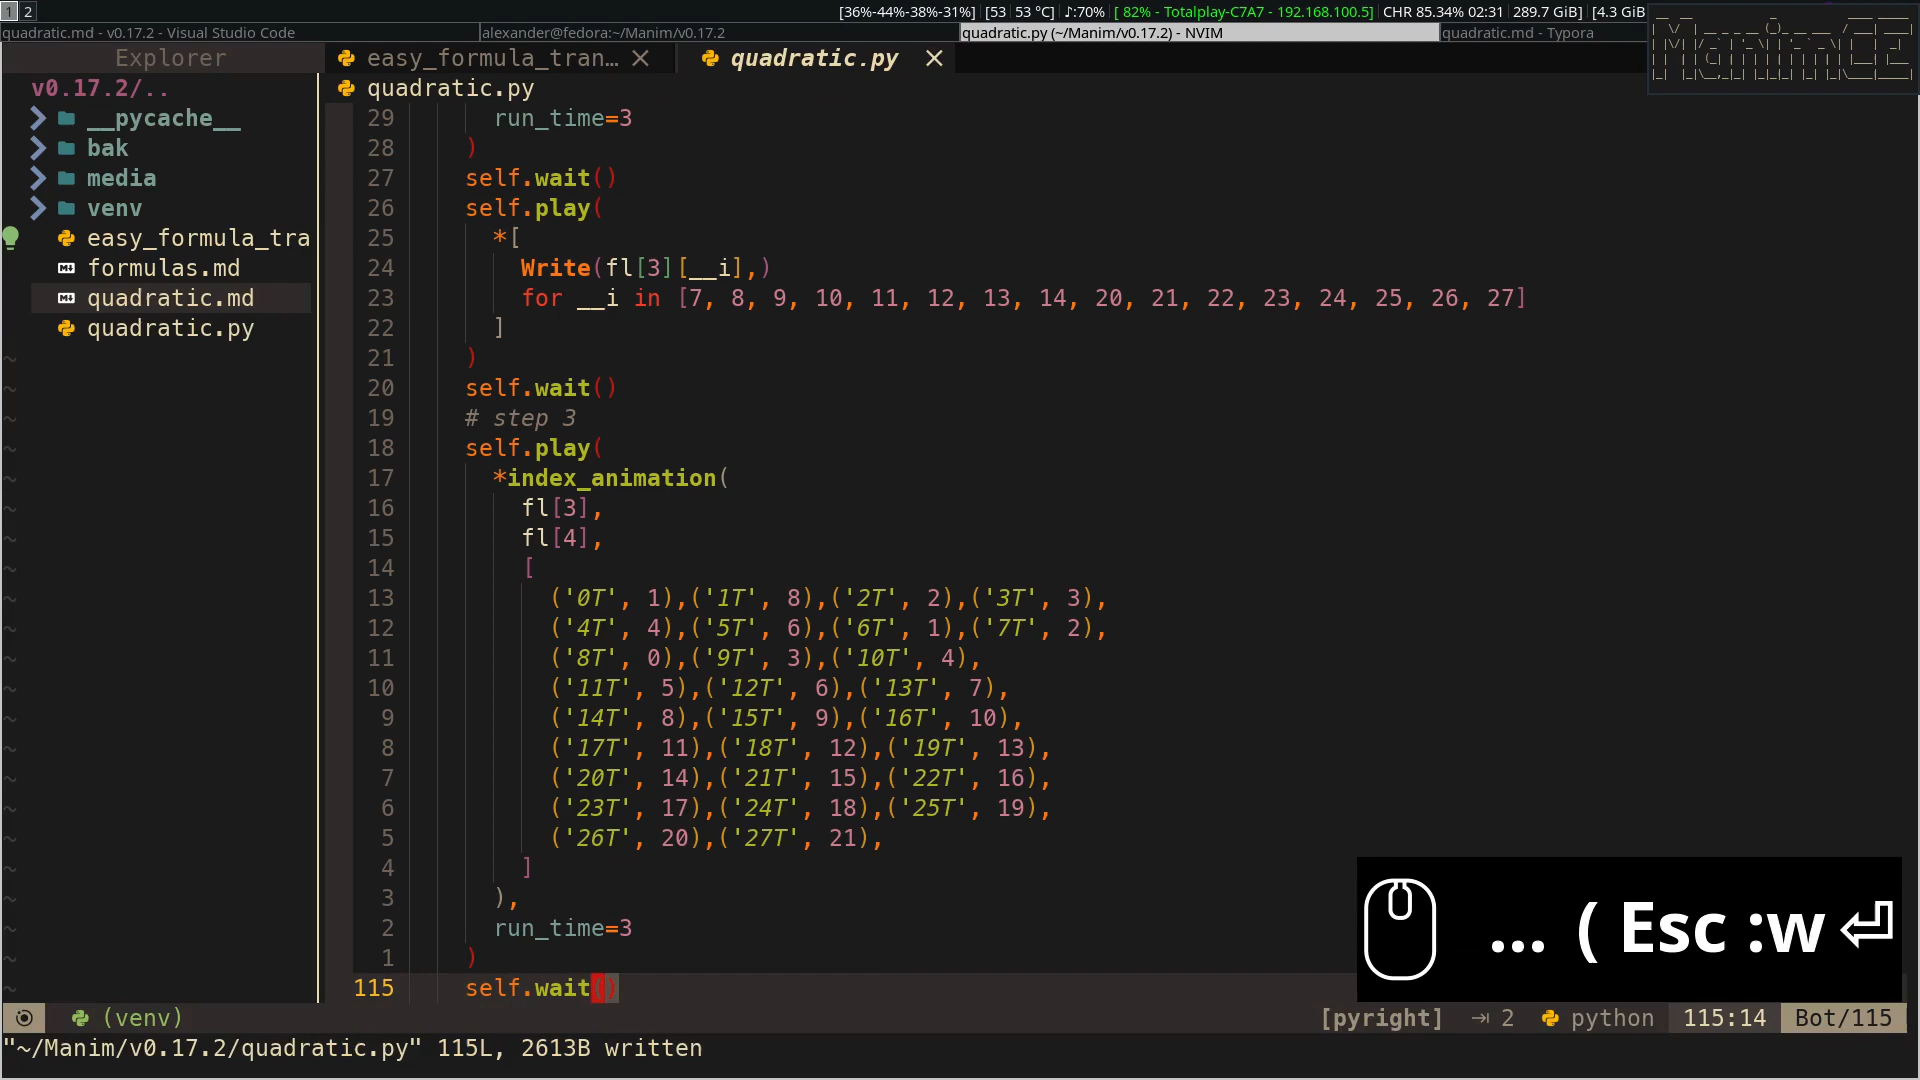 1 2 [36%-44%-38%-31%] [53 53 ºC] ♪:70% [ 82% - Totalplay-C7A7 - 192.168.100.5] CHR 85.34% 02:31 289.7 GiB] [4.3 GiB
quadratic.md - v0.17.2 - Visual Studio Code alexander@fedora:~/Manim/v0.17.2 quadratic.py (~/Manim/v0.17.2) - NVIM quadratic.md - Typora
Explorer easy_formula_tran… quadratic.py
v0.17.2/..
__pycache__
bak
media
venv
easy_formula_tra
formulas.md
quadratic.md
quadratic.py
quadratic.py
29 run_time=3
28 )
27 self.wait()
26 self.play(
25 *[
24 Write(fl[3][__i],)
23 for __i in [7, 8, 9, 10, 11, 12, 13, 14, 20, 21, 22, 23, 24, 25, 26, 27]
22 ]
21 )
20 self.wait()
19 # step 3
18 self.play(
17 *index_animation(
16 fl[3],
15 fl[4],
14 [
13 ('0T', 1),('1T', 8),('2T', 2),('3T', 3),
12 ('4T', 4),('5T', 6),('6T', 1),('7T', 2),
11 ('8T', 0),('9T', 3),('10T', 4),
10 ('11T', 5),('12T', 6),('13T', 7),
9 ('14T', 8),('15T', 9),('16T', 10),
8 ('17T', 11),('18T', 12),('19T', 13),
7 ('20T', 14),('21T', 15),('22T', 16),
6 ('23T', 17),('24T', 18),('25T', 19),
5 ('26T', 20),('27T', 21),
4 ]
3 ),
2 run_time=3
1 )
115 self.wait()
... ( Esc :w ⏎
(venv) [pyright] ⇥ 2 python 115:14 Bot/115
"~/Manim/v0.17.2/quadratic.py" 115L, 2613B written